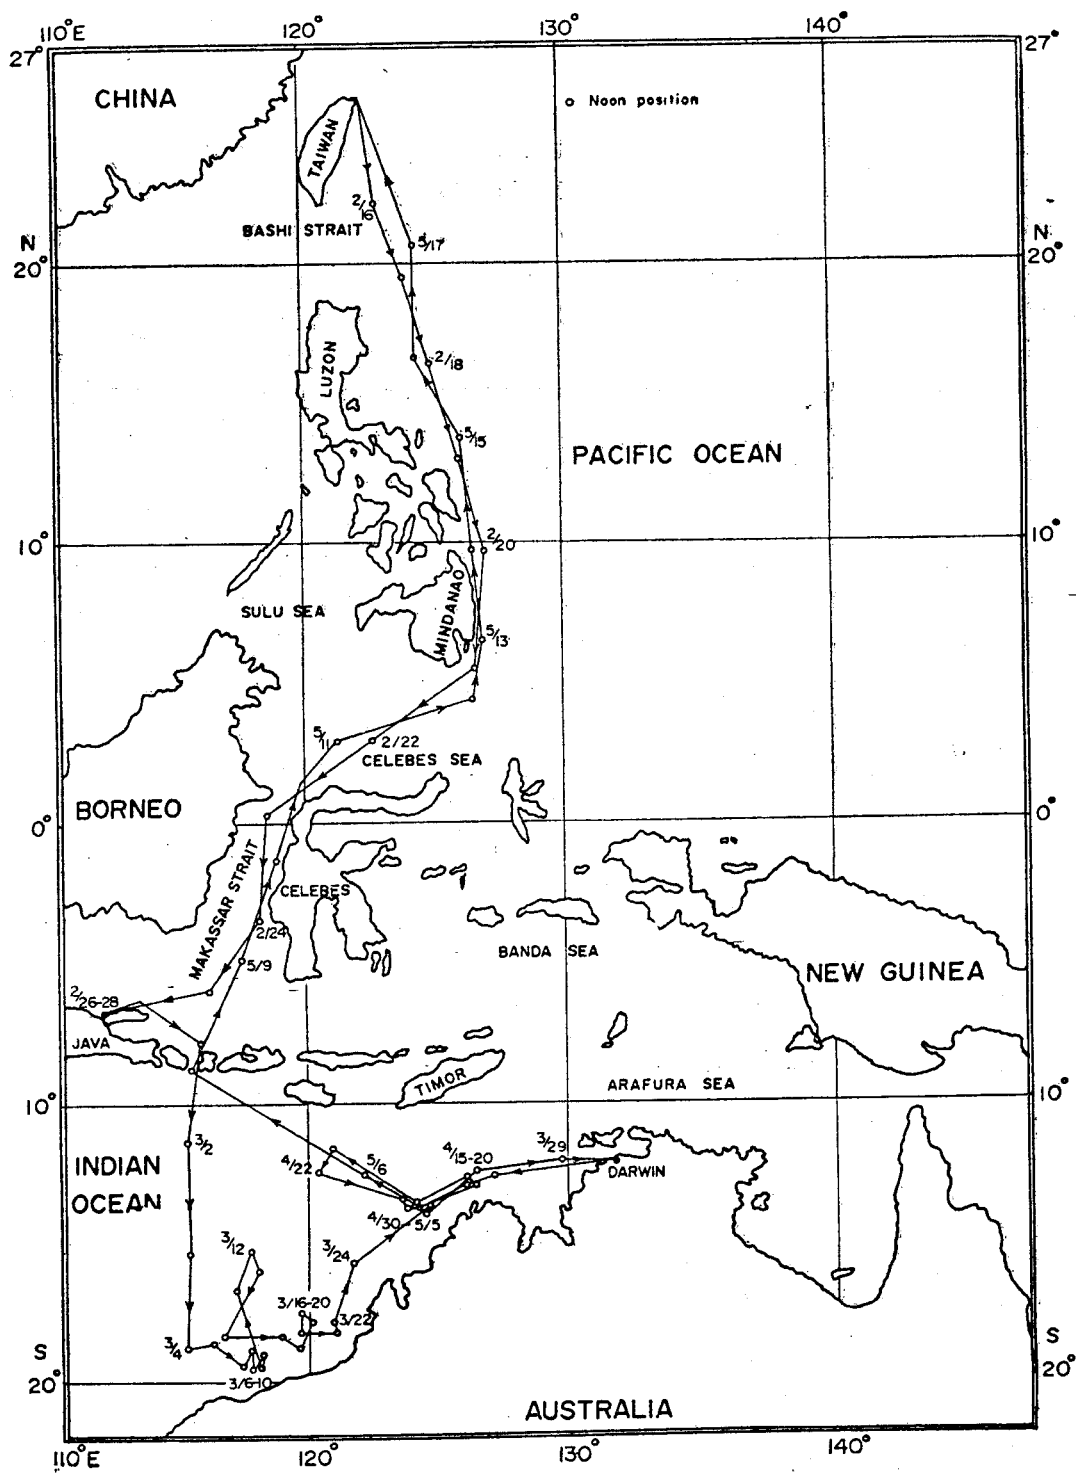 110°E 120° 130° 140°
27° 27°
CHINA
o Noon position
TAIWAN
2/16
BASHI STRAIT
5/17
N N
20° 20°
LUZON
2/18
5/15
PACIFIC OCEAN
10° 10°
2/20
SULU SEA
MINDANAO
5/13
5/11
2/22
CELEBES SEA
BORNEO
0° 0°
MAKASSAR STRAIT
CELEBES
2/24
BANDA SEA
5/9
NEW GUINEA
2/26-28
JAVA
TIMOR
ARAFURA SEA
10° 10°
3/2
INDIAN
OCEAN
4/22
5/6
4/15-20
3/29
DARWIN
4/30-5/5
3/12
3/24
3/16-20
3/22
3/4
S S
20° 20°
3/6-10
AUSTRALIA
110°E 120° 130° 140°